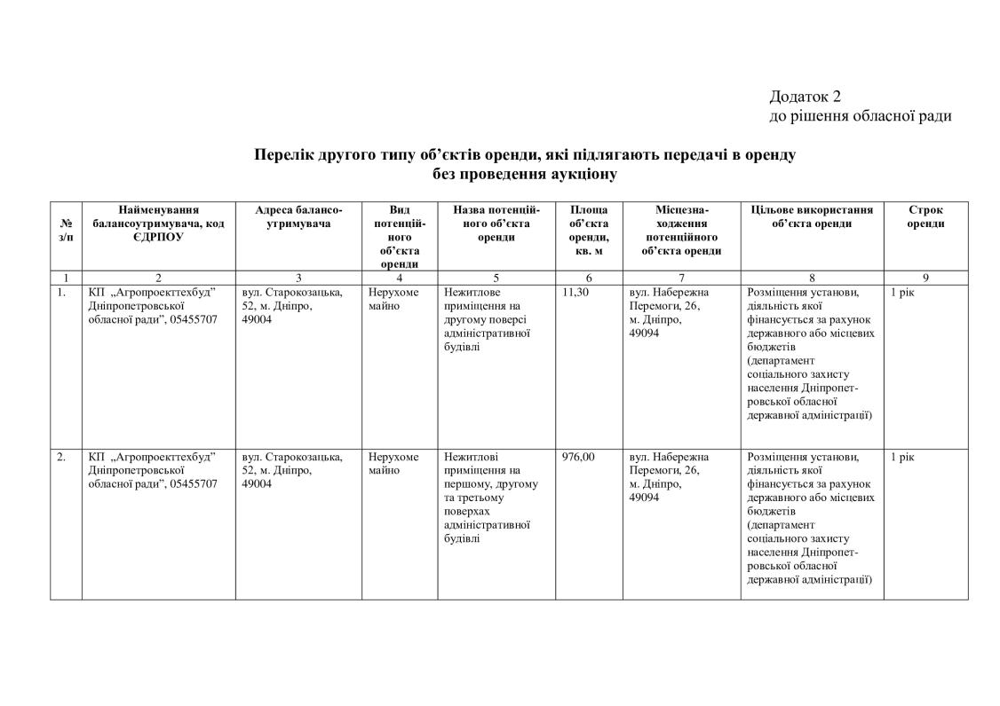 Додаток 2
до рішення обласної ради
Перелік другого типу об’єктів оренди, які підлягають передачі в оренду
без проведення аукціону
№
з/п
Найменування
балансоутримувача, код
ЄДРПОУ
Адреса балансо-
утримувача
Вид
потенцій-
ного
об’єкта
оренди
Назва потенцій-
ного об’єкта
оренди
Площа
об’єкта
оренди,
кв. м
Місцезна-
ходження
потенційного
об’єкта оренди
Цільове використання
об’єкта оренди
Строк
оренди
1 2 3 4 5 6 7 8 9
1.
КП „Агропроекттехбуд”
Дніпропетровської
обласної ради”, 05455707
вул. Старокозацька,
52, м. Дніпро,
49004
Нерухоме
майно
Нежитлове
приміщення на
другому поверсі
адміністративної
будівлі
11,30
вул. Набережна
Перемоги, 26,
м. Дніпро,
49094
Розміщення установи,
діяльність якої
фінансується за рахунок
державного або місцевих
бюджетів
(департамент
соціального захисту
населення Дніпропет-
ровської обласної
державної адміністрації)
1 рік
2.
КП „Агропроекттехбуд”
Дніпропетровської
обласної ради”, 05455707
вул. Старокозацька,
52, м. Дніпро,
49004
Нерухоме
майно
Нежитлові
приміщення на
першому, другому
та третьому
поверхах
адміністративної
будівлі
976,00
вул. Набережна
Перемоги, 26,
м. Дніпро,
49094
Розміщення установи,
діяльність якої
фінансується за рахунок
державного або місцевих
бюджетів
(департамент
соціального захисту
населення Дніпропет-
ровської обласної
державної адміністрації)
1 рік